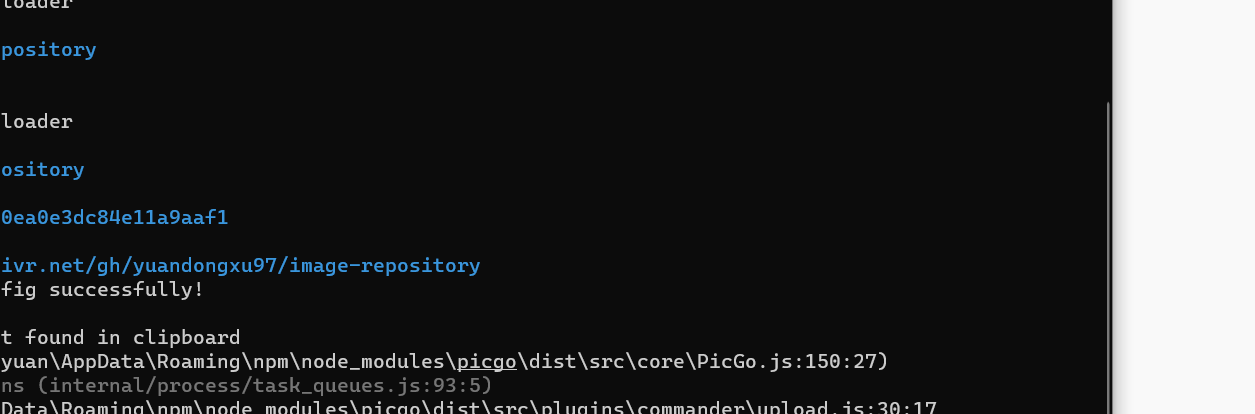 loader
pository
loader
ository
0ea0e3dc84e11a9aaf1
ivr.net/gh/yuandongxu97/image-repository
fig successfully!
t found in clipboard
yuan\AppData\Roaming\npm\node_modules\picgo\dist\src\core\PicGo.js:150:27)
ns (internal/process/task_queues.js:93:5)
Data\Roaming\npm\node_modules\picgo\dist\src\plugins\commander\upload.js:30:17